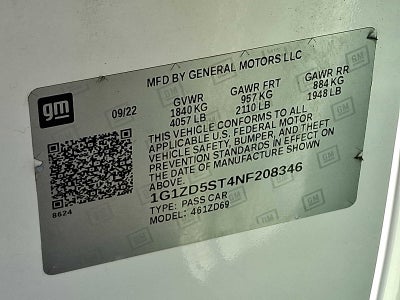 gm
MFD BY GENERAL MOTORS LLC
09/22 GVWR GAWR FRT GAWR RR
1840 KG 957 KG 884 KG
4057 LB 2110 LB 1948 LB
THIS VEHICLE CONFORMS TO ALL
APPLICABLE U.S. FEDERAL MOTOR
VEHICLE SAFETY, BUMPER, AND THEFT
PREVENTION STANDARDS IN EFFECT ON
THE DATE OF MANUFACTURE SHOWN
ABOVE.
1G1ZD5ST4NF208346
TYPE: PASS CAR
MODEL: 461ZD69
8624